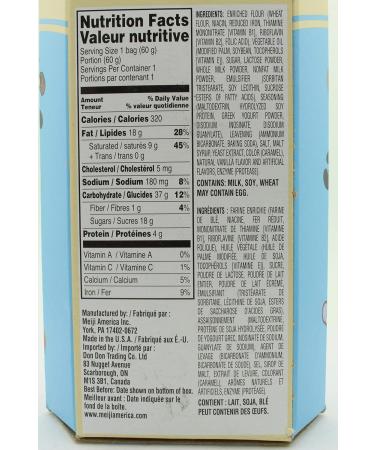 Nutrition Facts
Valeur nutritive
Serving Size 1 bag (60 g)
Portion (60 g)
Servings Per Container 1
Portions par contenant 1
Amount % Daily Value
Teneur % valeur quotidienne
Calories / Calories 320
Fat / Lipides 18 g 28%
Saturated / saturés 9 g 45%
+ Trans / trans 0 g
Cholesterol / Cholestérol 5 mg
Sodium / Sodium 180 mg 8%
Carbohydrate / Glucides 37 g 12%
Fiber / Fibres 1 g 4%
Sugars / Sucres 18 g
Protein / Protéines 4 g
Vitamin A / Vitamine A 0%
Vitamin C / Vitamine C 1%
Calcium / Calcium 5%
Iron / Fer 9%
Manufactured by: / Fabriqué par :
Meiji America Inc.
York, PA 17402-0672
Made in the U.S.A. / Fabriqué aux É.-U.
Imported by: / Importé par :
Don Don Trading Co. Ltd
83 Nugget Avenue
Scarborough, ON
M1S 3B1, Canada
Best Before: Date shown on bottom of box.
Meilleur avant : Date indiquée sur le
fond de la boîte.
www.meijiamerica.com
INGREDIENTS: ENRICHED FLOUR (WHEAT
FLOUR, NIACIN, REDUCED IRON, THIAMINE
MONONITRATE [VITAMIN B1], RIBOFLAVIN
[VITAMIN B2], FOLIC ACID), VEGETABLE OIL
(MODIFIED PALM, SOYBEAN, TOCOPHEROLS
[VITAMIN E]), SUGAR, LACTOSE POWDER,
WHOLE MILK POWDER, NONFAT MILK
POWDER, EMULSIFIER (SORBITAN
TRISTEARATE, SOY LECITHIN, SUCROSE
ESTERS OF FATTY ACIDS), SEASONING
(MALTODEXTRIN, HYDROLYZED SOY
PROTEIN, GREEK YOGURT POWDER,
DISODIUM INOSINATE, DISODIUM
GUANYLATE), LEAVENING (AMMONIUM
BICARBONATE, BAKING SODA), SALT, MALT
SYRUP, YEAST EXTRACT, COLOR (CARAMEL),
NATURAL VANILLA FLAVOR AND ARTIFICIAL
FLAVORS, ENZYME (PROTEASE).
CONTAINS: MILK, SOY, WHEAT
MAY CONTAIN EGG.
INGRÉDIENTS : FARINE ENRICHIE (FARINE
DE BLÉ, NIACINE, FER RÉDUIT,
MONONITRATE DE THIAMINE [VITAMINE
B1], RIBOFLAVINE [VITAMINE B2], ACIDE
FOLIQUE), HUILE VÉGÉTALE (HUILE DE
PALME MODIFIÉE, HUILE DE SOJA,
TOCOPHÉROLS [VITAMINE E]), SUCRE,
POUDRE DE LACTOSE, POUDRE DE LAIT
ENTIER, POUDRE DE LAIT ÉCRÉMÉ,
ÉMULSIFIANT (TRISTÉARATE DE
SORBITANE, LÉCITHINE DE SOJA, ESTERS
DE SACCHAROSE D'ACIDES GRAS),
ASSAISONNEMENT (MALTODEXTRINE,
PROTÉINE DE SOJA HYDROLYSÉE, POUDRE
DE YOGOURT GREC, INOSINATE DE SODIUM,
GUANYLATE DE SODIUM), AGENT DE
LEVAGE (BICARBONATE D'AMMONIUM,
BICARBONATE DE SOUDE), SEL, SIROP DE
MALT, EXTRAIT DE LEVURE, COLORANT
(CARAMEL), ARÔMES NATURELS ET
ARTIFICIELS, ENZYME (PROTÉASE).
CONTIENT : LAIT, SOJA, BLÉ
PEUT CONTENIR DES ŒUFS.